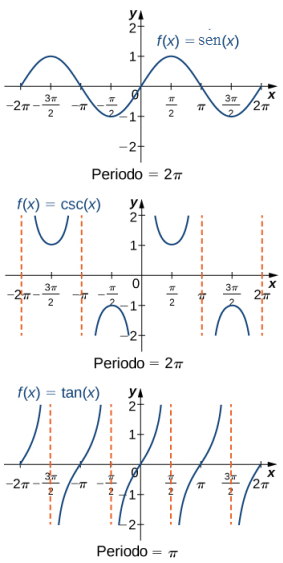 y
f(x) = sen(x)
2
1
0
x
-2π -3π/2 -π -π/2 π/2 π 3π/2 2π
-1
-2
Periodo = 2π
f(x) = csc(x)
y
2
1
0
x
-2π -3π/2 -π -π/2 π/2 π 3π/2 2π
-1
-2
Periodo = 2π
f(x) = tan(x)
y
2
1
0
x
-2π -3π/2 -π -π/2 π/2 π 3π/2 2π
-1
-2
Periodo = π